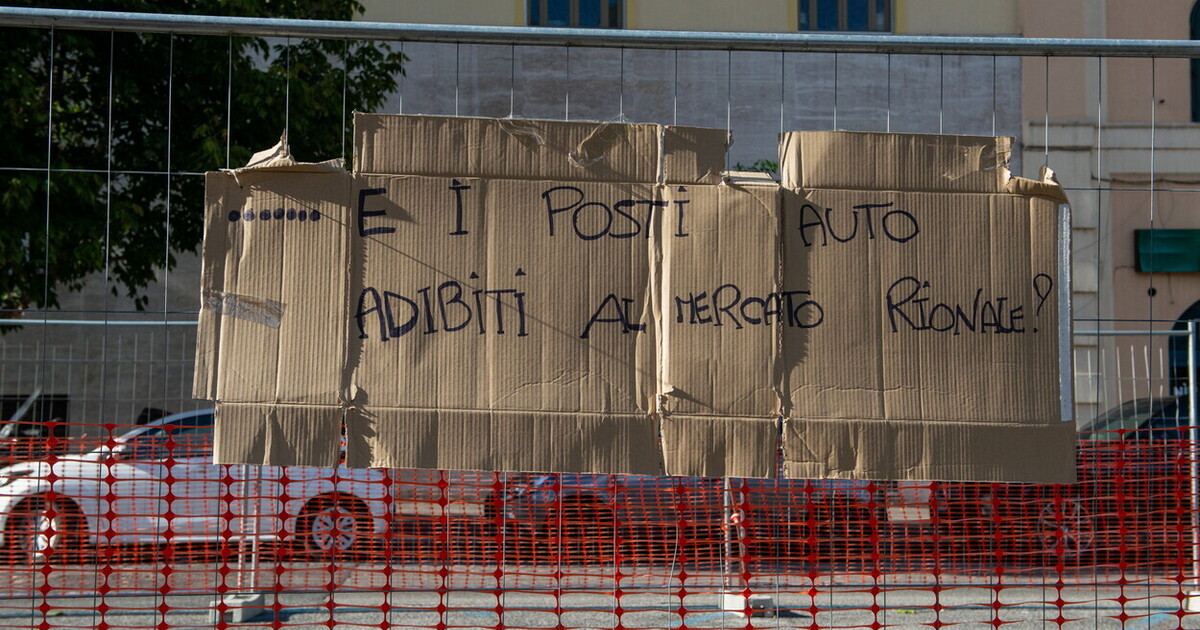 ....... E I POSTI AUTO
ADIBITI AL MERCATO RIONALE?